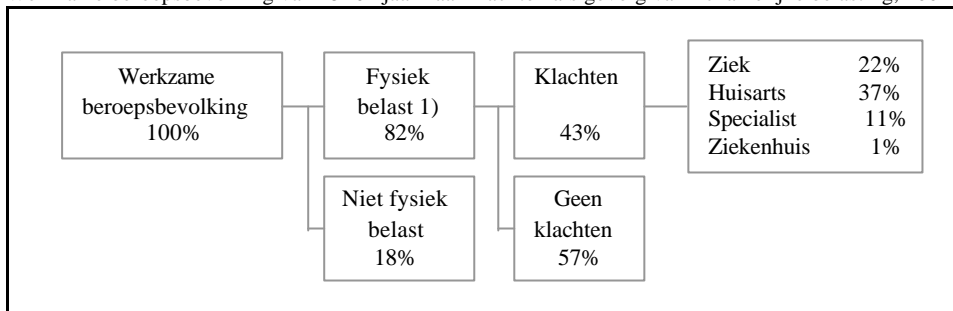 Werkzame
beroepsbevolking
100%
Fysiek
belast 1)
82%
Klachten
43%
Ziek 22%
Huisarts 37%
Specialist 11%
Ziekenhuis 1%
Niet fysiek
belast
18%
Geen
klachten
57%